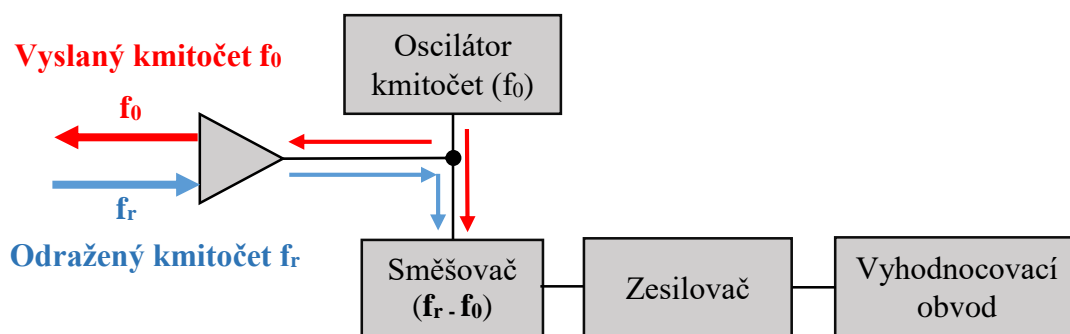 Vyslaný kmitočet f0
f0
fr
Odražený kmitočet fr
Oscilátor
kmitočet (f0)
Směšovač
(fr - f0)
Zesilovač
Vyhodnocovací
obvod